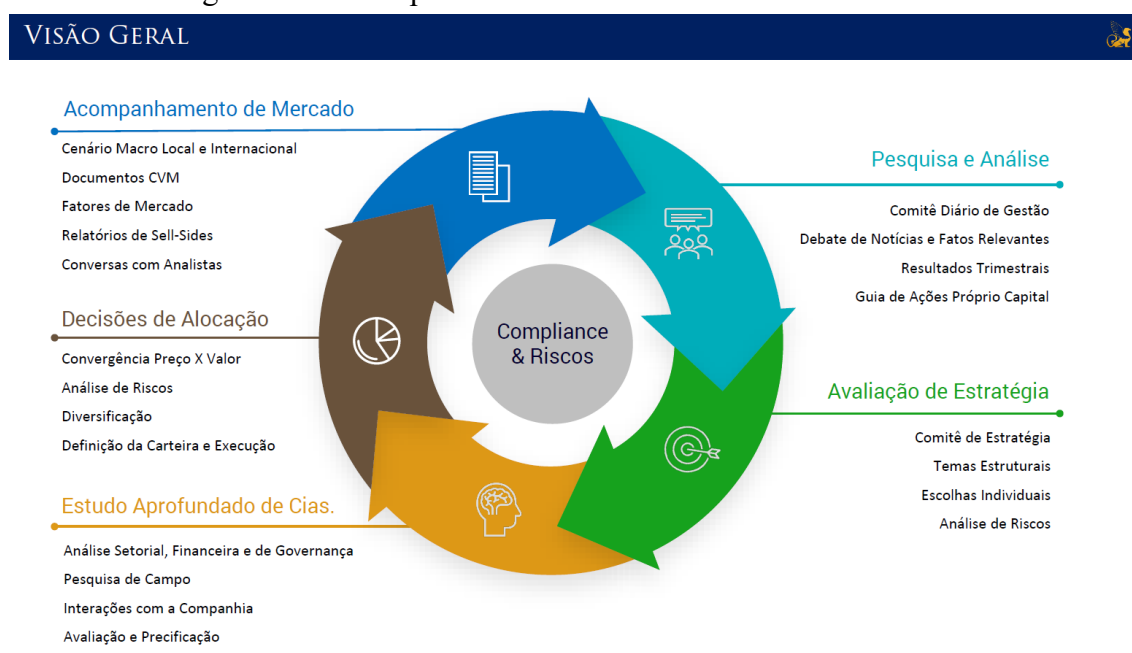 VISÃO GERAL
Acompanhamento de Mercado
Cenário Macro Local e Internacional
Documentos CVM
Fatores de Mercado
Relatórios de Sell-Sides
Conversas com Analistas
Pesquisa e Análise
Comitê Diário de Gestão
Debate de Notícias e Fatos Relevantes
Resultados Trimestrais
Guia de Ações Próprio Capital
Compliance
& Riscos
Decisões de Alocação
Convergência Preço X Valor
Análise de Riscos
Diversificação
Definição da Carteira e Execução
Avaliação de Estratégia
Comitê de Estratégia
Temas Estruturais
Escolhas Individuais
Análise de Riscos
Estudo Aprofundado de Cias.
Análise Setorial, Financeira e de Governança
Pesquisa de Campo
Interações com a Companhia
Avaliação e Precificação